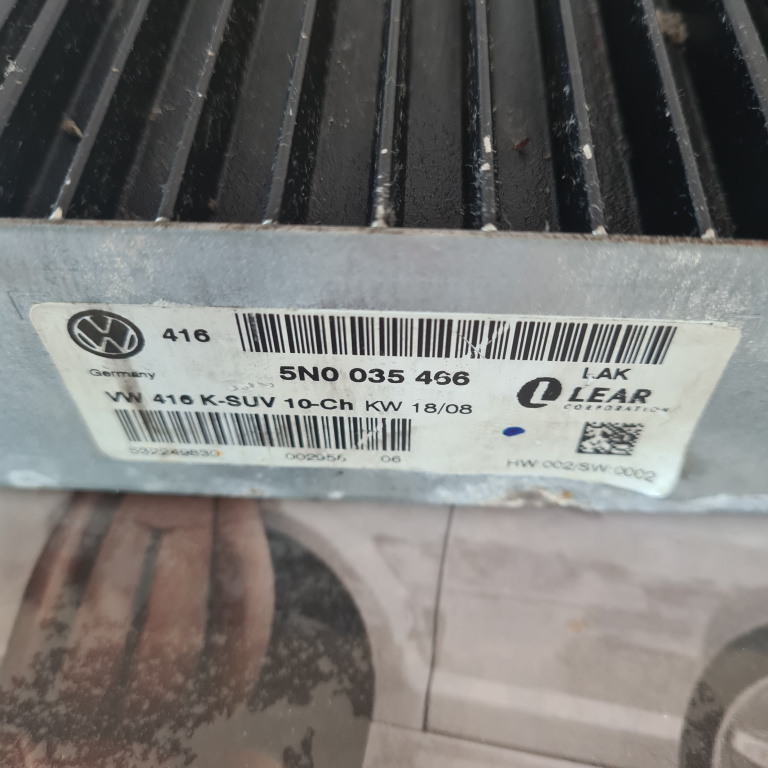 416
Germany
5N0 035 466
LAK
VW 416 K-SUV 10-Ch KW 18/08
LEAR
CORPORATION
532249630 002956 06
HW:002/SW:0002